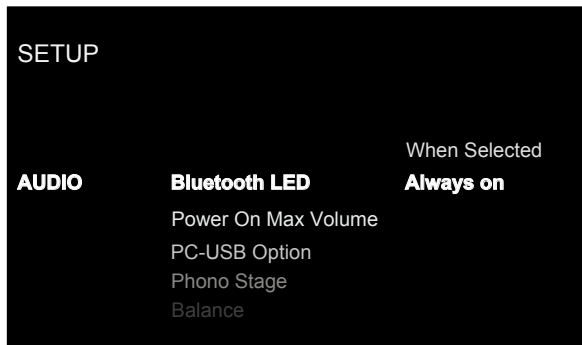 SETUP
When Selected
AUDIO Bluetooth LED Always on
Power On Max Volume
PC-USB Option
Phono Stage
Balance